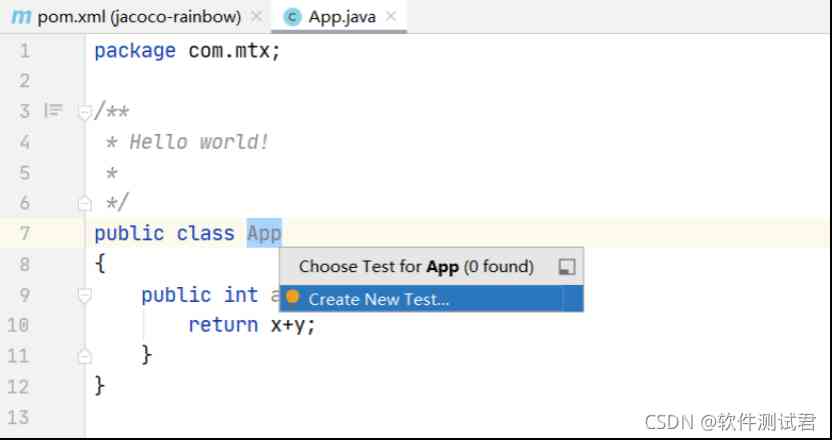 m pom.xml (jacoco-rainbow) × C App.java ×
1 package com.mtx;
2
3 /**
4 * Hello world!
5 *
6 */
7 public class App
8 {
Choose Test for App (0 found)
9 public int a
Create New Test...
10 return x+y;
11 }
12 }
13
CSDN @软件测试君